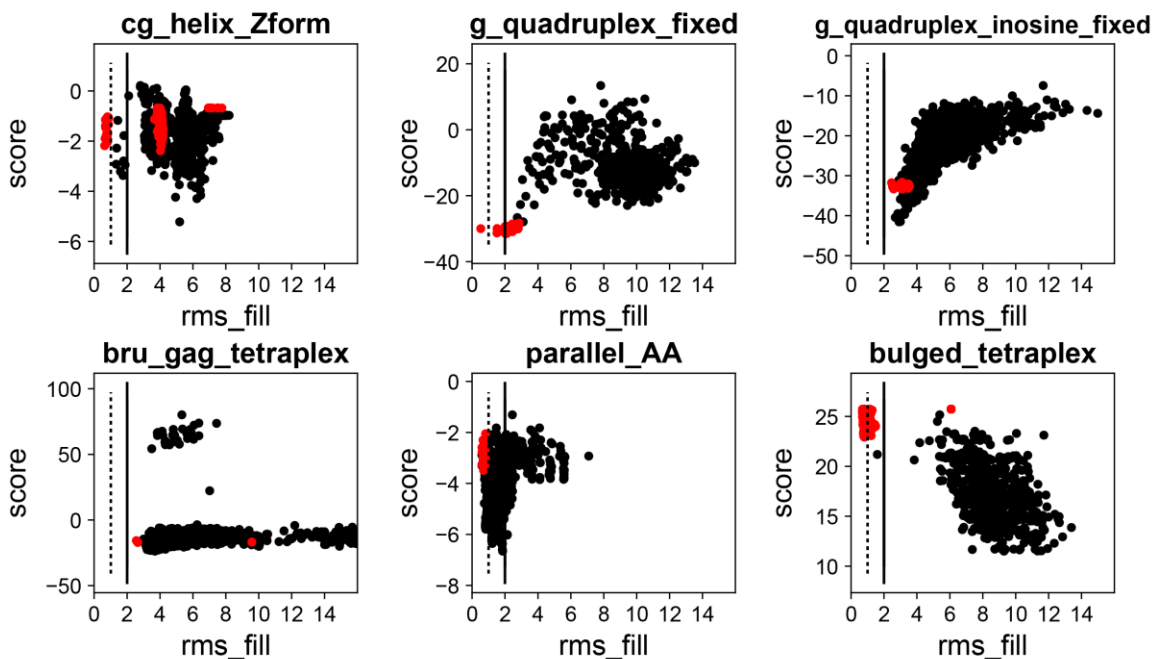 cg_helix_Zform
score
0
−2
−4
−6
0 2 4 6 8 10 12 14
rms_fill
g_quadruplex_fixed
score
20
0
−20
−40
0 2 4 6 8 10 12 14
rms_fill
g_quadruplex_inosine_fixed
score
0
−10
−20
−30
−40
−50
0 2 4 6 8 10 12 14
rms_fill
bru_gag_tetraplex
score
100
50
0
−50
0 2 4 6 8 10 12 14
rms_fill
parallel_AA
score
0
−2
−4
−6
−8
0 2 4 6 8 10 12 14
rms_fill
bulged_tetraplex
score
25
20
15
10
0 2 4 6 8 10 12 14
rms_fill